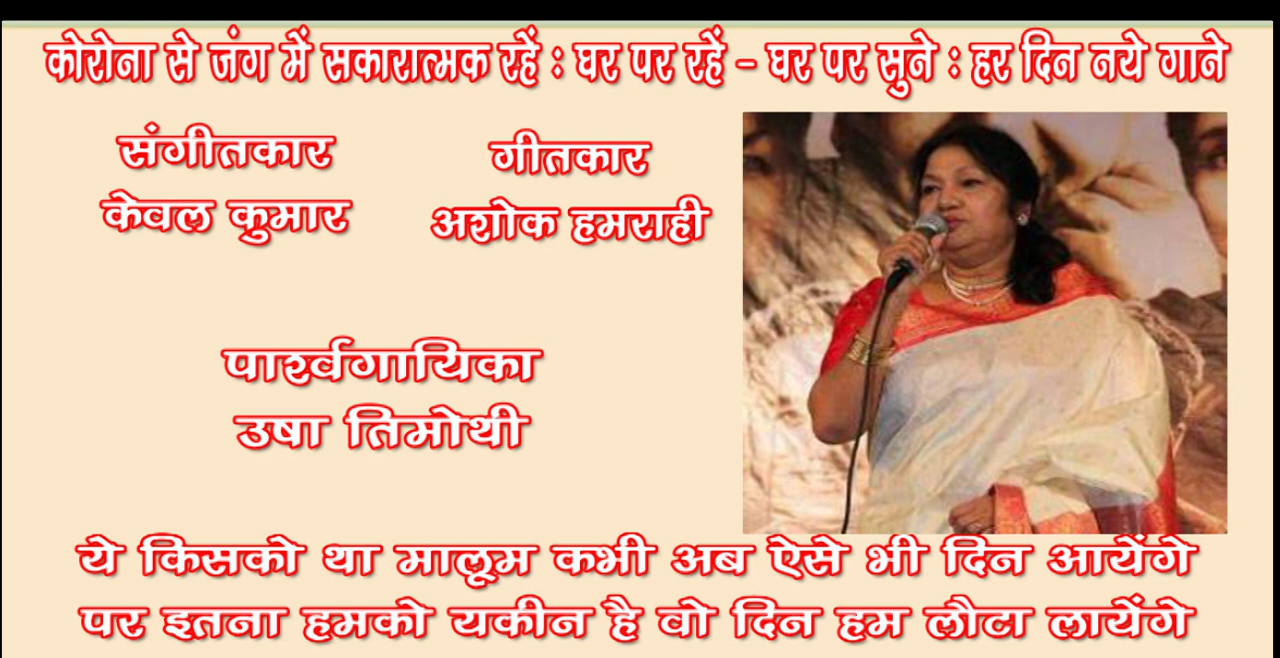 कोरोना से जंग में सकारात्मक रहें : घर पर रहें - घर पर सुने : हर दिन नये गाने
संगीतकार
केवल कुमार
गीतकार
अशोक हमराही
पार्श्वगायिका
उषा तिमोथी
ये किसको था मालूम कभी अब ऐसे भी दिन आयेंगे
पर इतना हमको यकीन है वो दिन हम लौटा लायेंगे